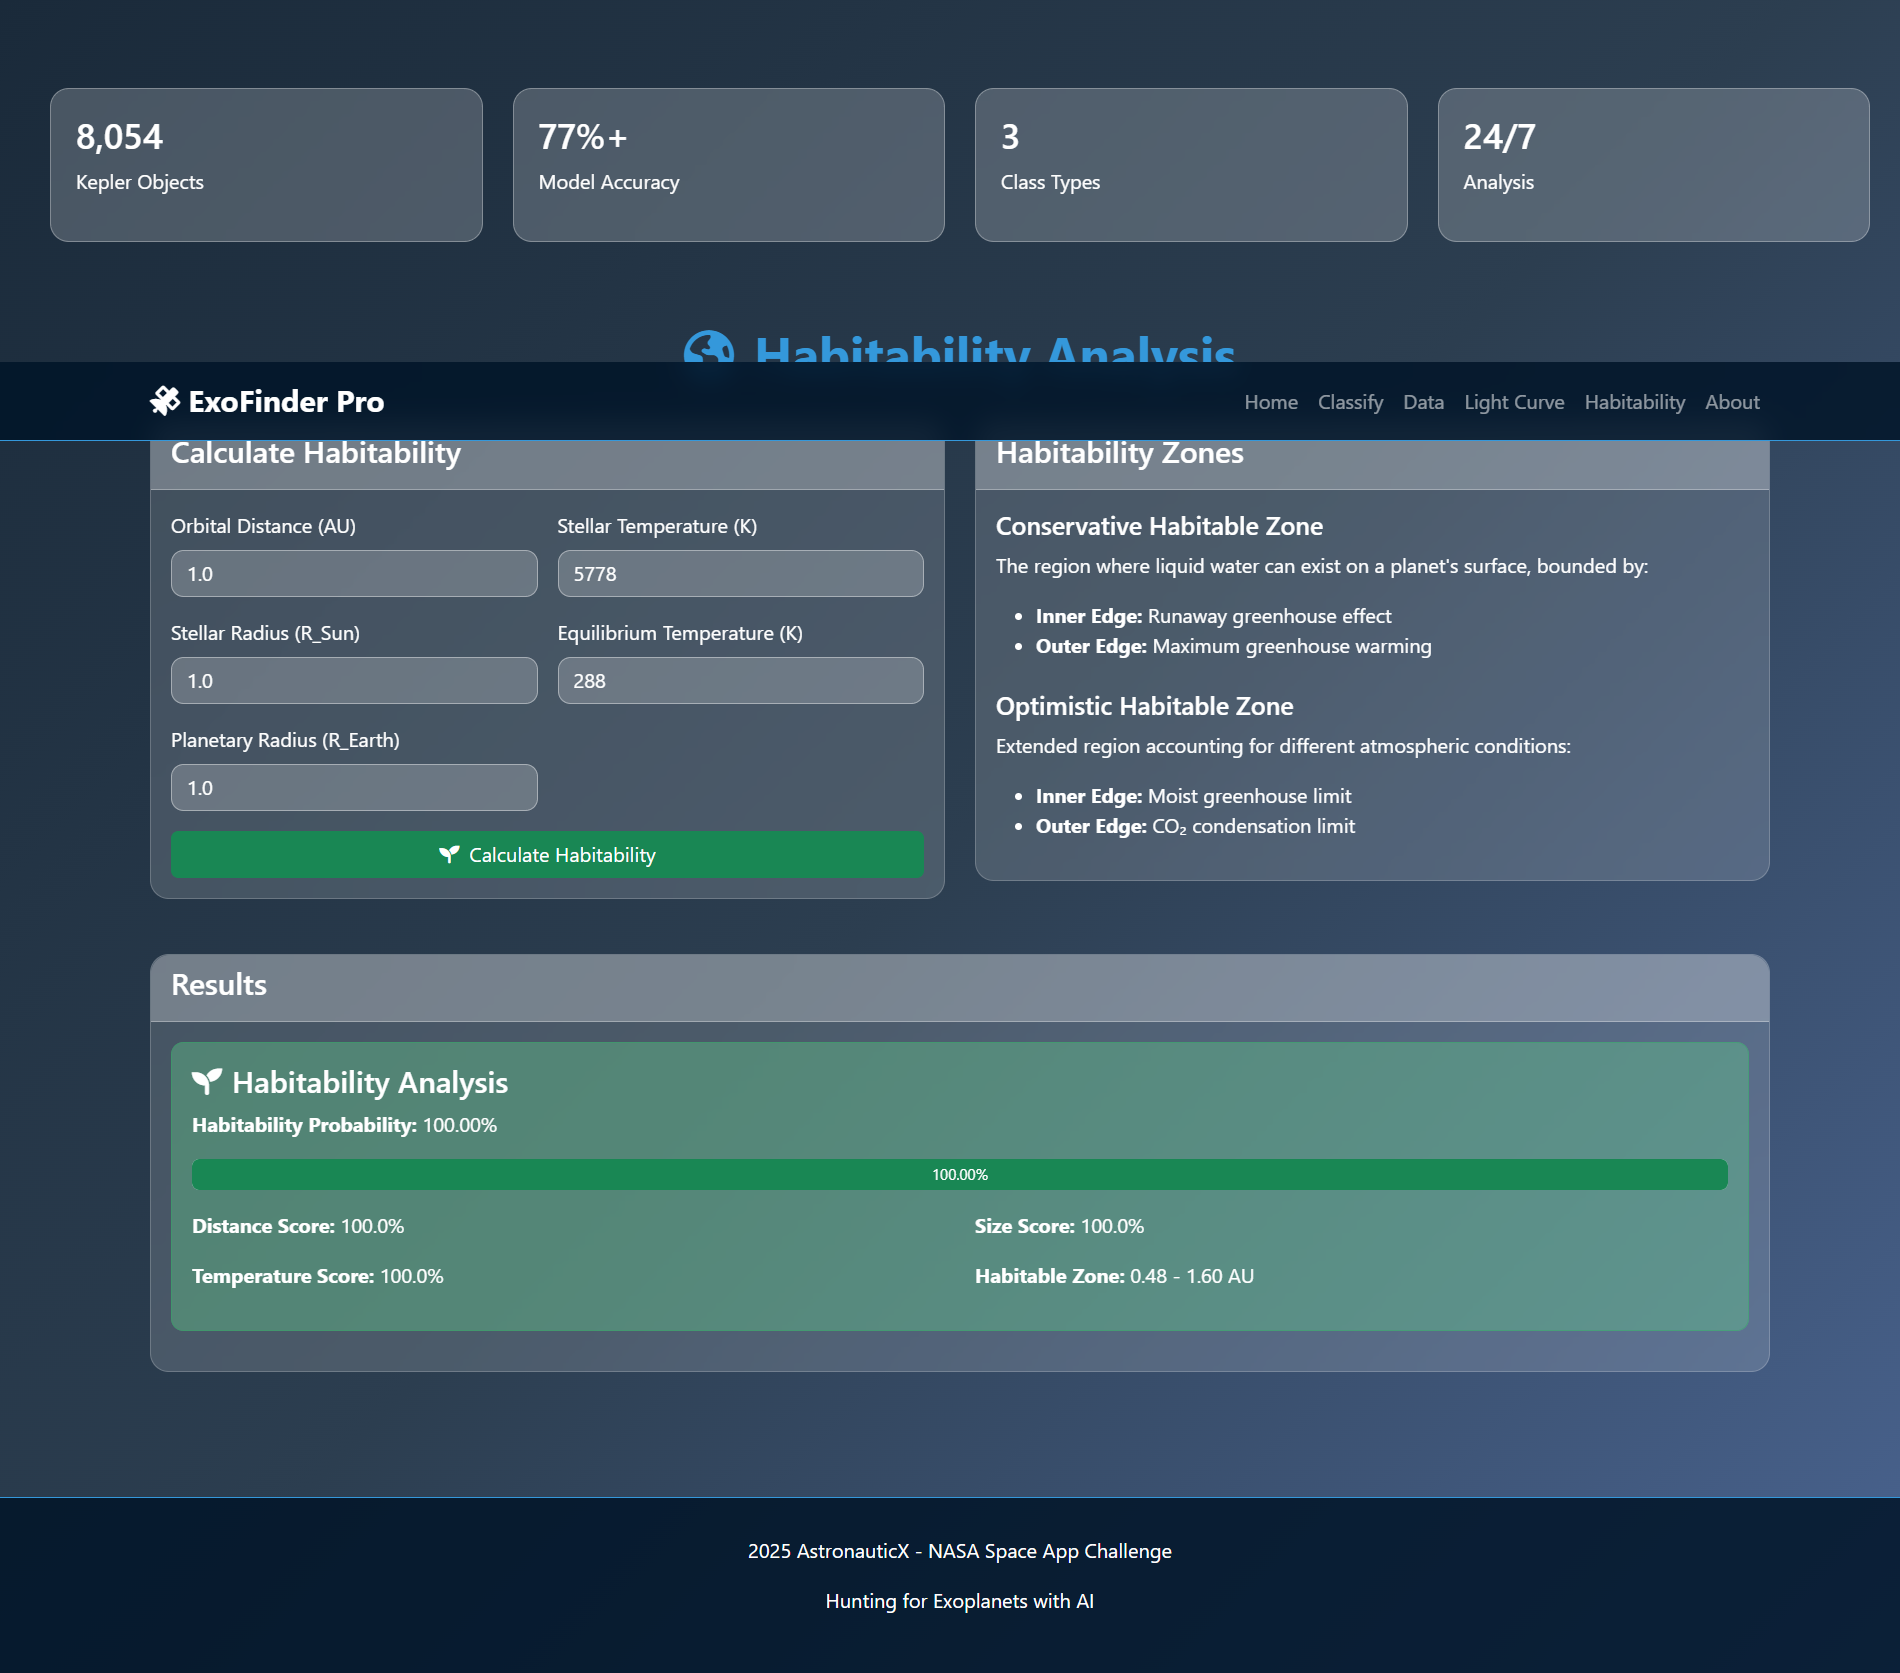 8,054
Kepler Objects
77%+
Model Accuracy
3
Class Types
24/7
Analysis
Habitability Analysis
ExoFinder Pro
Home Classify Data Light Curve Habitability About
Calculate Habitability
Orbital Distance (AU)
1.0
Stellar Temperature (K)
5778
Stellar Radius (R_Sun)
1.0
Equilibrium Temperature (K)
288
Planetary Radius (R_Earth)
1.0
Calculate Habitability
Habitability Zones
Conservative Habitable Zone
The region where liquid water can exist on a planet's surface, bounded by:
• Inner Edge: Runaway greenhouse effect
• Outer Edge: Maximum greenhouse warming
Optimistic Habitable Zone
Extended region accounting for different atmospheric conditions:
• Inner Edge: Moist greenhouse limit
• Outer Edge: CO₂ condensation limit
Results
Habitability Analysis
Habitability Probability: 100.00%
100.00%
Distance Score: 100.0%
Size Score: 100.0%
Temperature Score: 100.0%
Habitable Zone: 0.48 - 1.60 AU
2025 AstronauticX - NASA Space App Challenge
Hunting for Exoplanets with AI